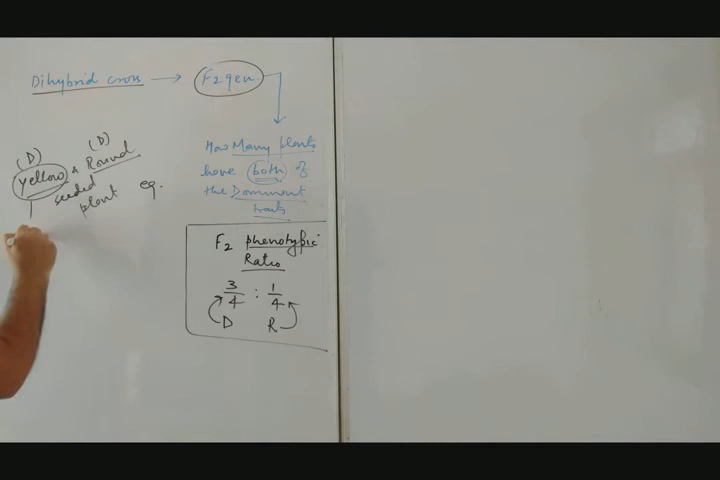 Dihybrid cross → F2 gen
How Many plants
have both of
the Dominent
traits
(D) (D)
yellow & Round
seeded
plant eg.
F2 phenotypic
Ratio
3/4 : 1/4
D R